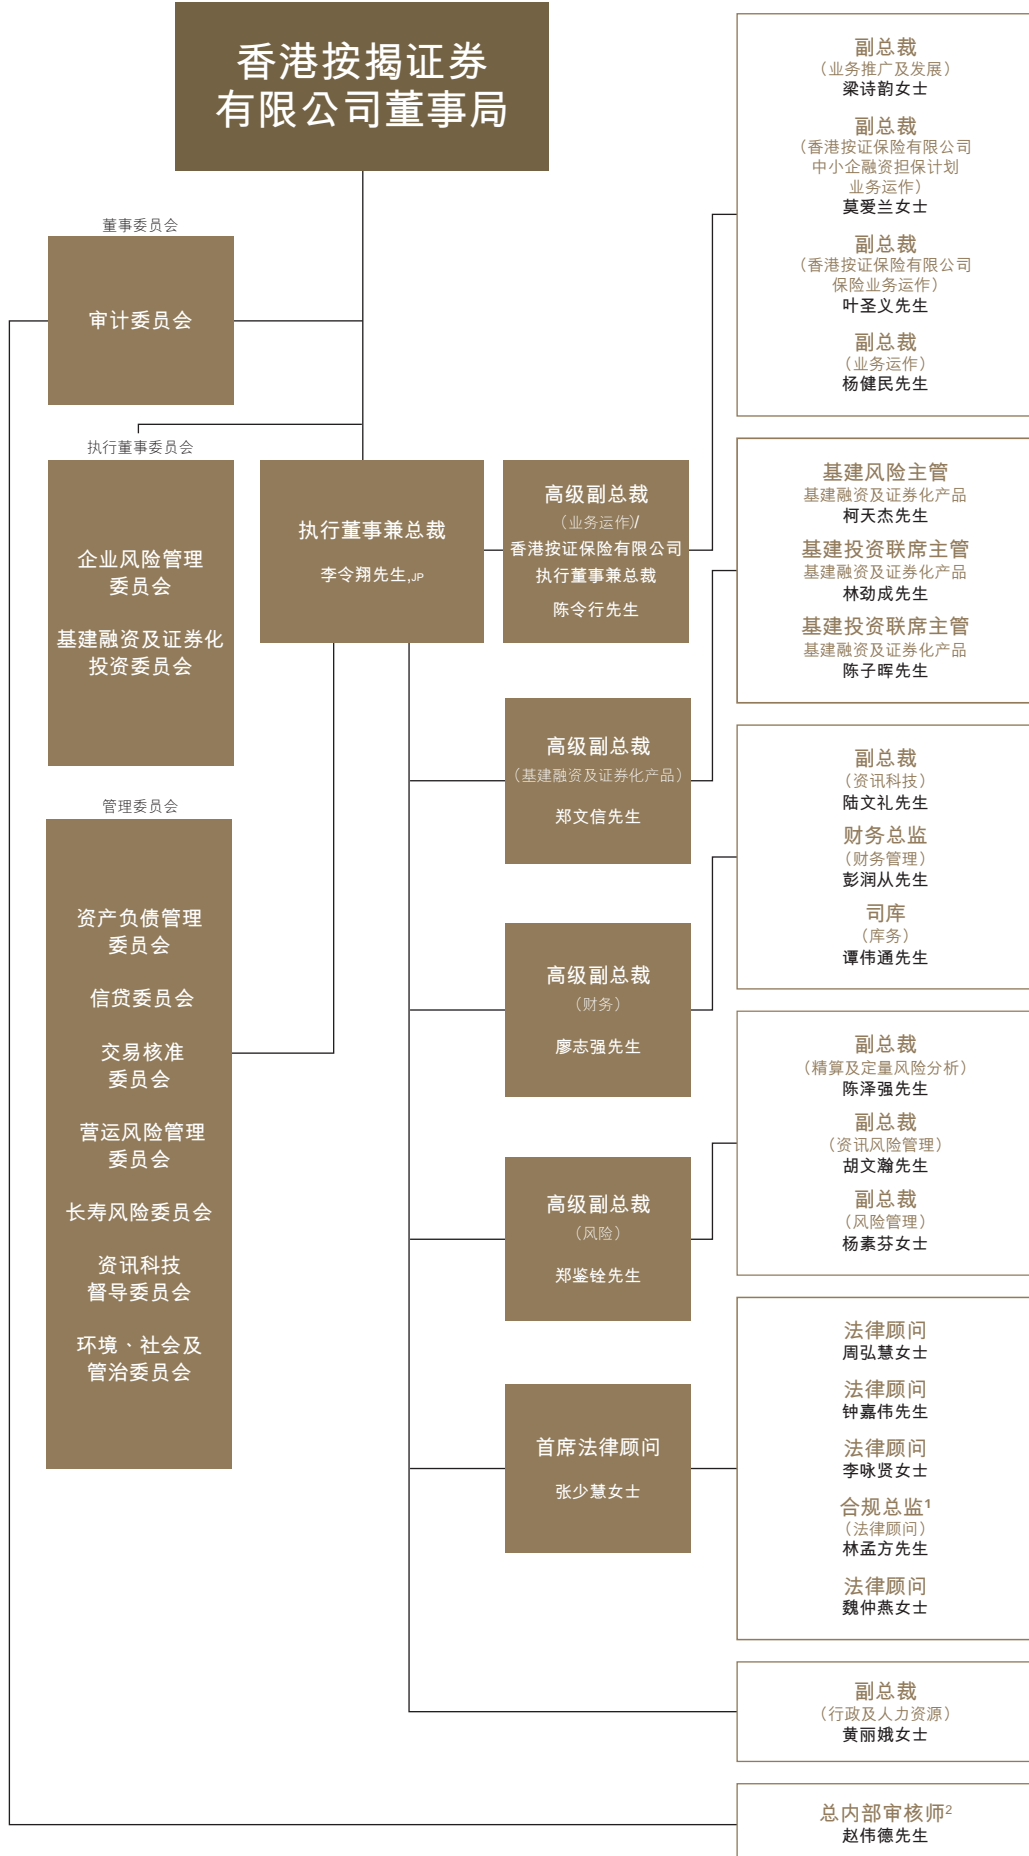 香港按揭证券
有限公司董事局
董事委员会
审计委员会
执行董事委员会
企业风险管理
委员会
基建融资及证券化
投资委员会
管理委员会
资产负债管理
委员会
信贷委员会
交易核准
委员会
营运风险管理
委员会
长寿风险委员会
资讯科技
督导委员会
环境、社会及
管治委员会
执行董事兼总裁
李令翔先生,JP
高级副总裁
（业务运作）/
香港按证保险有限公司
执行董事兼总裁
陈令行先生
高级副总裁
（基建融资及证券化产品）
郑文信先生
高级副总裁
（财务）
廖志强先生
高级副总裁
（风险）
郑鉴铨先生
首席法律顾问
张少慧女士
副总裁
（业务推广及发展）
梁诗韵女士
副总裁
（香港按证保险有限公司
中小企融资担保计划
业务运作）
莫爱兰女士
副总裁
（香港按证保险有限公司
保险业务运作）
叶圣义先生
副总裁
（业务运作）
杨健民先生
基建风险主管
基建融资及证券化产品
柯天杰先生
基建投资联席主管
基建融资及证券化产品
林劲成先生
基建投资联席主管
基建融资及证券化产品
陈子晖先生
副总裁
（资讯科技）
陆文礼先生
财务总监
（财务管理）
彭润从先生
司库
（库务）
谭伟通先生
副总裁
（精算及定量风险分析）
陈泽强先生
副总裁
（资讯风险管理）
胡文瀚先生
副总裁
（风险管理）
杨素芬女士
法律顾问
周弘慧女士
法律顾问
钟嘉伟先生
法律顾问
李咏贤女士
合规总监¹
（法律顾问）
林孟方先生
法律顾问
魏仲燕女士
副总裁
（行政及人力资源）
黄丽娥女士
总内部审核师²
赵伟德先生